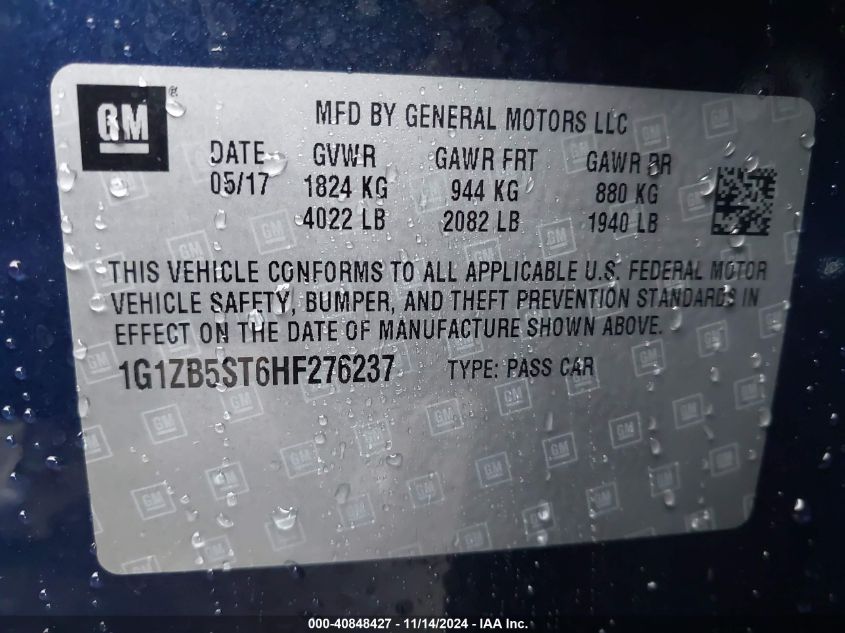 GM ®
MFD BY GENERAL MOTORS LLC
DATE GVWR GAWR FRT GAWR RR
05/17 1824 KG 944 KG 880 KG
4022 LB 2082 LB 1940 LB
THIS VEHICLE CONFORMS TO ALL APPLICABLE U.S. FEDERAL MOTOR
VEHICLE SAFETY, BUMPER, AND THEFT PREVENTION STANDARDS IN
EFFECT ON THE DATE OF MANUFACTURE SHOWN ABOVE.
1G1ZB5ST6HF276237 TYPE: PASS CAR
000-40848427 - 11/14/2024 - IAA Inc.